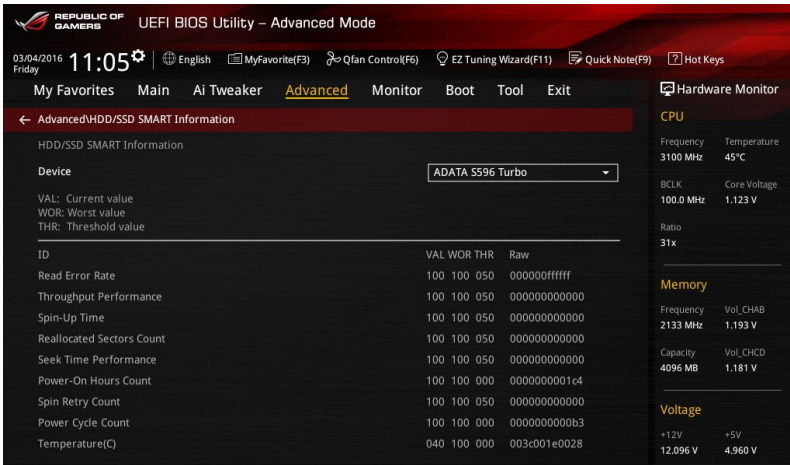 REPUBLIC OF
GAMERS
UEFI BIOS Utility – Advanced Mode
03/04/2016
Friday
11:05
English
MyFavorite(F3)
Qfan Control(F6)
EZ Tuning Wizard(F11)
Quick Note(F9)
? Hot Keys
My Favorites Main Ai Tweaker Advanced Monitor Boot Tool Exit
← Advanced\HDD/SSD SMART Information
HDD/SSD SMART Information
Device ADATA S596 Turbo
VAL: Current value
WOR: Worst value
THR: Threshold value
ID VAL WOR THR Raw
Read Error Rate 100 100 050 000000ffffff
Throughput Performance 100 100 050 000000000000
Spin-Up Time 100 100 050 000000000000
Reallocated Sectors Count 100 100 050 000000000000
Seek Time Performance 100 100 050 000000000000
Power-On Hours Count 100 100 000 0000000001c4
Spin Retry Count 100 100 050 000000000000
Power Cycle Count 100 100 000 0000000000b3
Temperature(C) 040 100 000 003c001e0028
Hardware Monitor
CPU
Frequency Temperature
3100 MHz 45°C
BCLK Core Voltage
100.0 MHz 1.123 V
Ratio
31x
Memory
Frequency Vol_CHAB
2133 MHz 1.193 V
Capacity Vol_CHCD
4096 MB 1.181 V
Voltage
+12V +5V
12.096 V 4.960 V